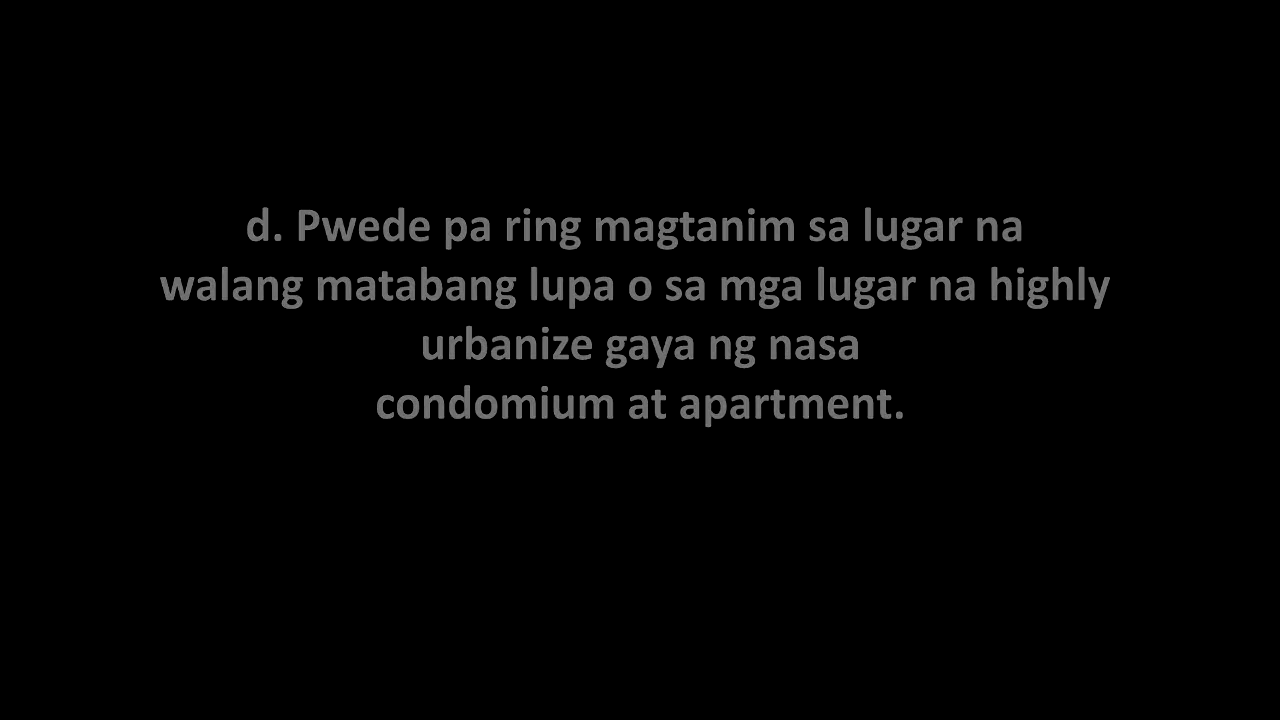 d. Pwede pa ring magtanim sa lugar na
walang matabang lupa o sa mga lugar na highly
urbanize gaya ng nasa
condomium at apartment.